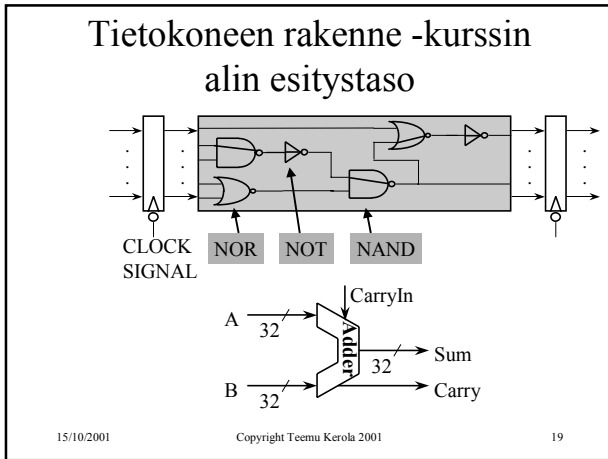 Tietokoneen rakenne -kurssin
alin esitystaso
CLOCK
SIGNAL
NOR
NOT
NAND
CarryIn
A
32
Adder
32
Sum
B
32
Carry
15/10/2001
Copyright Teemu Kerola 2001
19